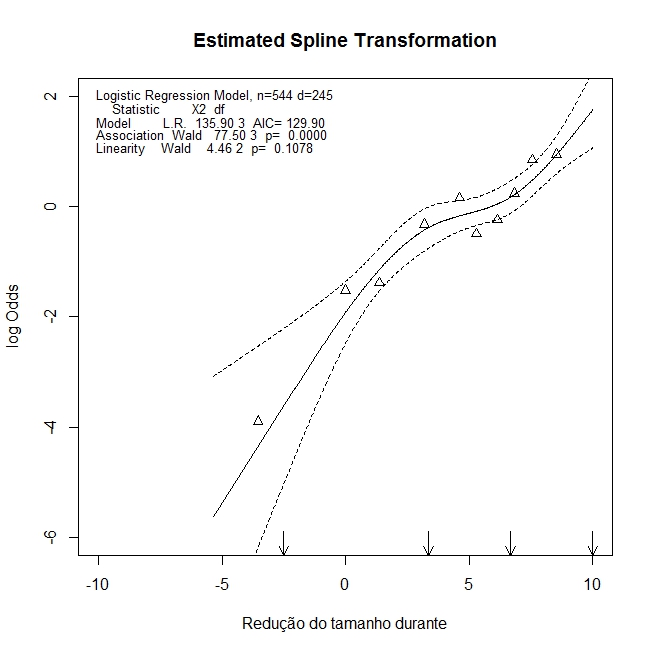 Estimated Spline Transformation
Logistic Regression Model, n=544 d=245
Statistic X2 df
Model L.R. 135.90 3 AIC= 129.90
Association Wald 77.50 3 p= 0.0000
Linearity Wald 4.46 2 p= 0.1078
2
0
-2
-4
-6
log Odds
-10 -5 0 5 10
Redução do tamanho durante